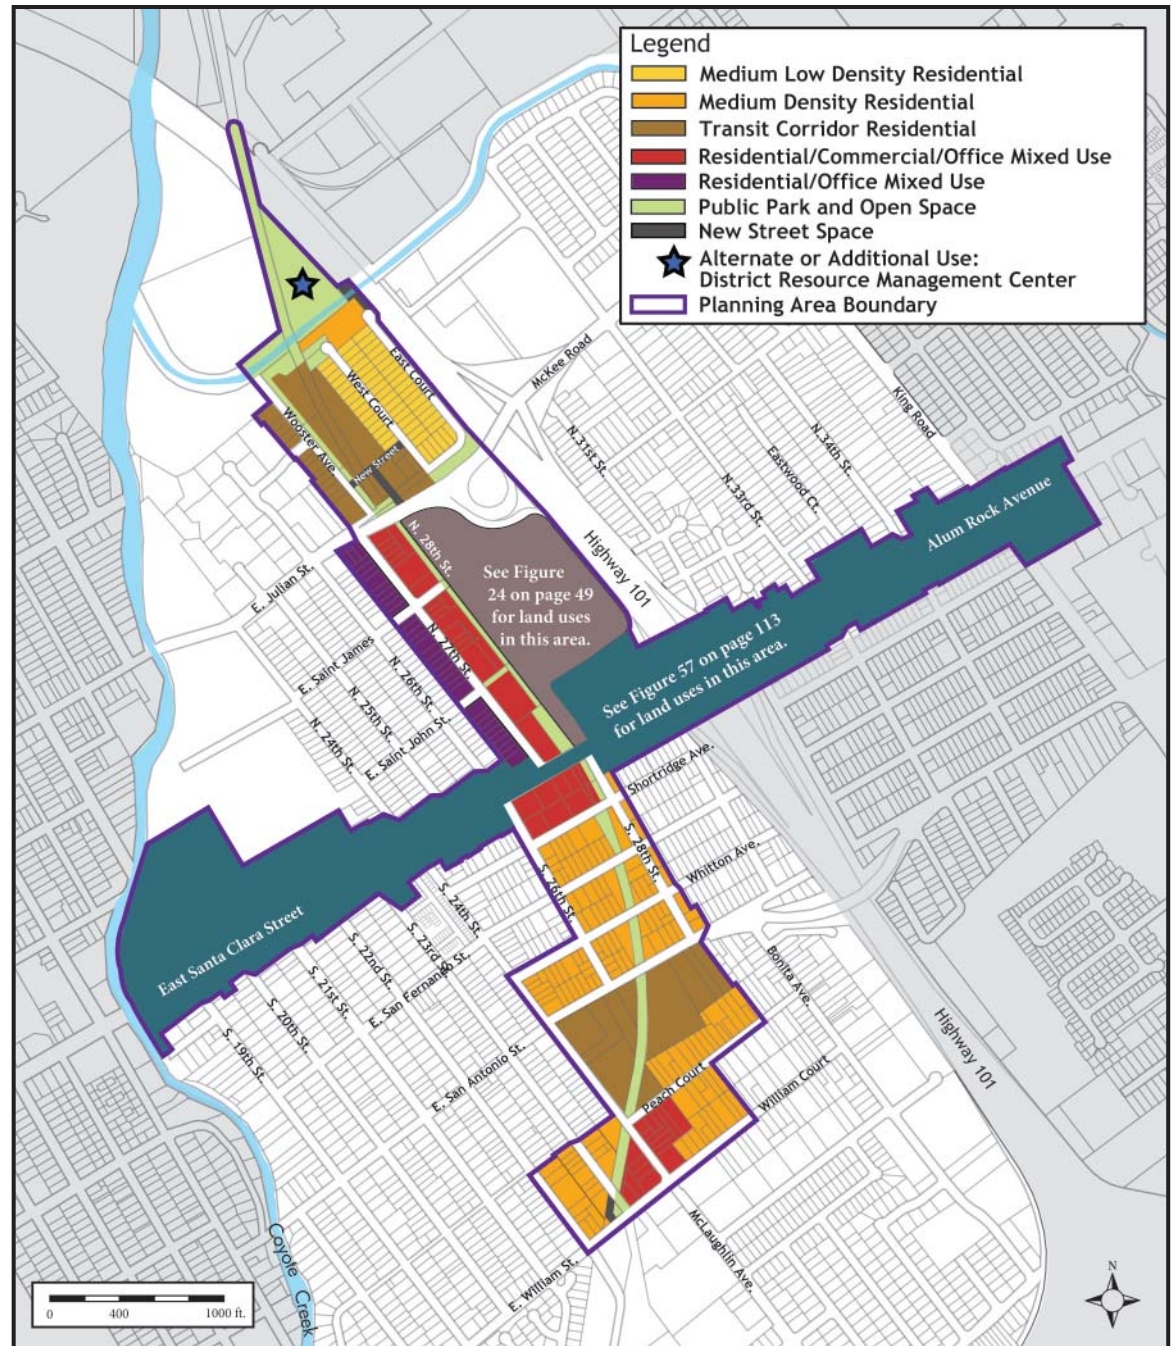 Legend
Medium Low Density Residential
Medium Density Residential
Transit Corridor Residential
Residential/Commercial/Office Mixed Use
Residential/Office Mixed Use
Public Park and Open Space
New Street Space
Alternate or Additional Use:
District Resource Management Center
Planning Area Boundary
McKee Road
East Court
West Court
Wooster Ave
New Street
King Road
N. 34th St.
Eastwood Ct.
N.33rd St.
N.31st St.
Highway 101
Alum Rock Avenue
N. 28th St.
See Figure
24 on page 49
for land uses
in this area.
E. Julian St.
E. Saint James
N. 27th St.
N. 26th St.
N. 25th St.
N. 24th St.
E. Saint John St.
See Figure 57 on page 113
for land uses in this area.
Shortridge Ave.
S. 28th St.
Whitton Ave.
S. 26th St.
East Santa Clara Street
S. 24th St.
S. 23rd St.
S. 22nd St.
S. 21st St.
S. 20th St.
S. 19th St.
E. San Fernando St.
E. San Antonio St.
Bonita Ave.
Highway 101
Peach Court
William Court
McLaughlin Ave.
E. William St.
Coyote Creek
0 400 1000 ft.
N